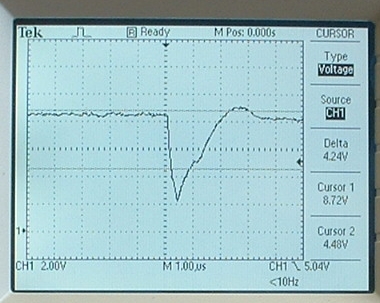 Tek
R Ready
M Pos: 0.000s
CURSOR
Type
Voltage
Source
CH1
Delta
4.24V
Cursor 1
8.72V
Cursor 2
4.48V
1
CH1 2.00V
M 1.00µs
CH1 5.04V
<10Hz